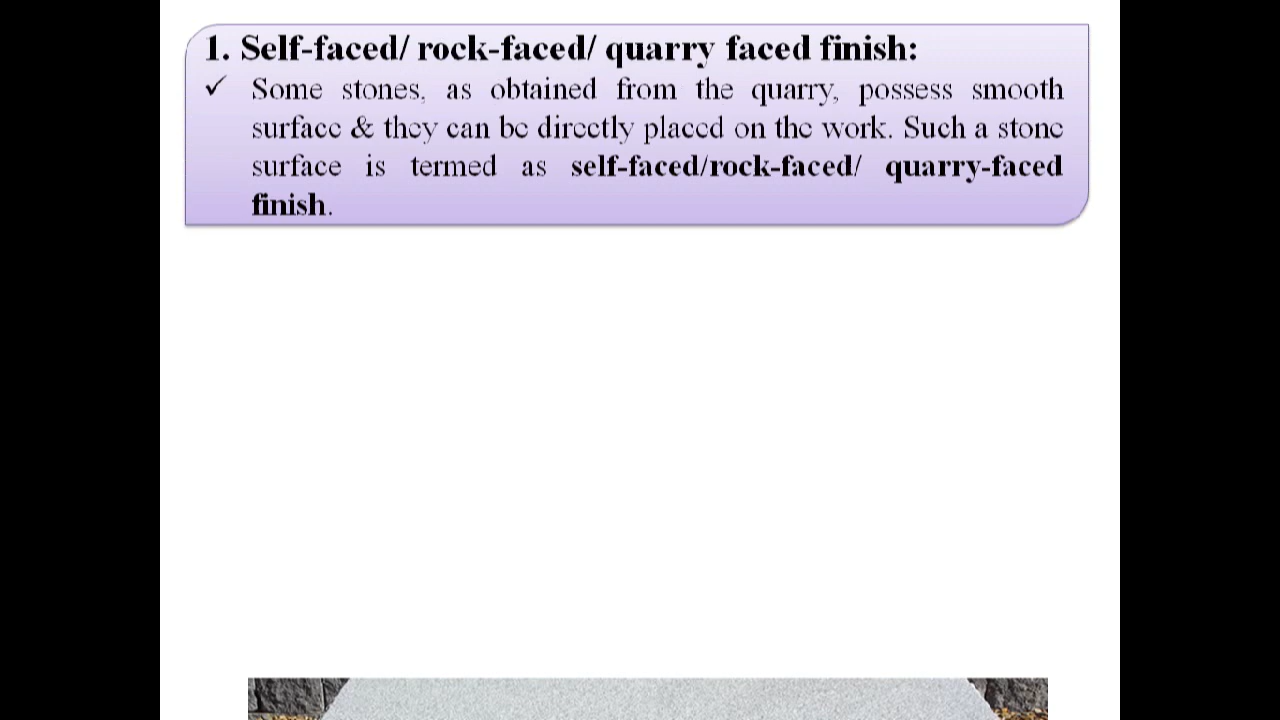 1. Self-faced/ rock-faced/ quarry faced finish:
✓ Some stones, as obtained from the quarry, possess smooth
surface & they can be directly placed on the work. Such a stone
surface is termed as self-faced/rock-faced/ quarry-faced
finish.